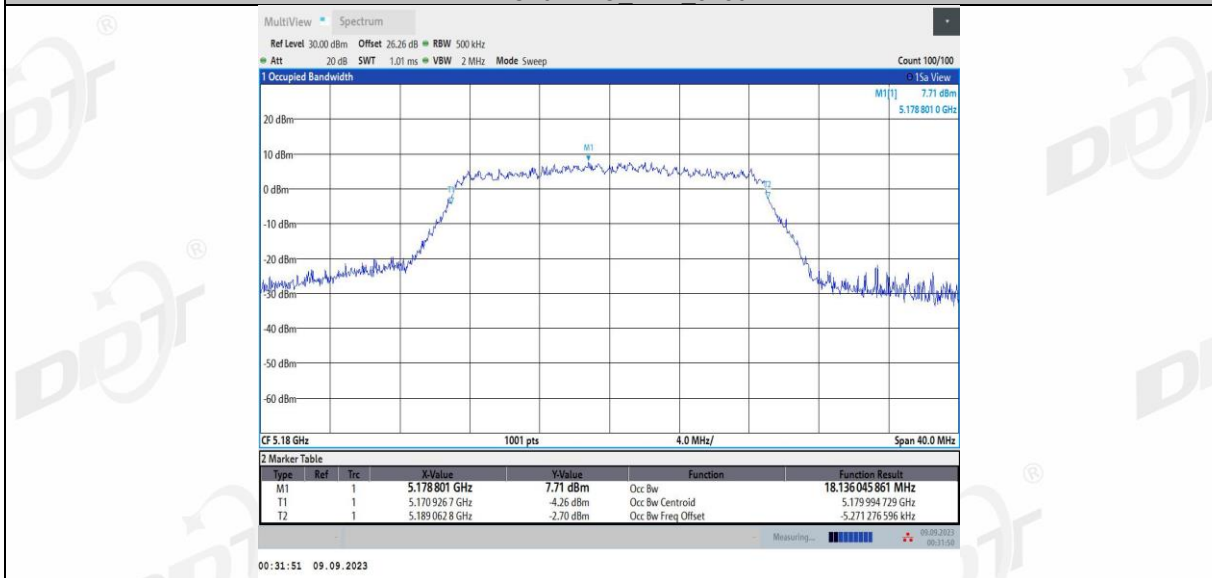 MultiView Spectrum
Ref Level 30.00 dBm Offset 26.26 dB RBW 500 kHz
Att 20 dB SWT 1.01 ms VBW 2 MHz Mode Sweep Count 100/100
1 Occupied Bandwidth 1Sa View
M1[1] 7.71 dBm
5.178 801 0 GHz
20 dBm
M1
10 dBm
0 dBm
T1
T2
-10 dBm
-20 dBm
-30 dBm
-40 dBm
-50 dBm
-60 dBm
CF 5.18 GHz 1001 pts 4.0 MHz/ Span 40.0 MHz
2 Marker Table
Type Ref Trc X-Value Y-Value Function Function Result
M1 1 5.178 801 GHz 7.71 dBm Occ Bw 18.136 045 861 MHz
T1 1 5.170 926 7 GHz -4.26 dBm Occ Bw Centroid 5.179 994 729 GHz
T2 1 5.189 062 8 GHz -2.70 dBm Occ Bw Freq Offset -5.271 276 596 kHz
Measuring... 09.09.2023
00:31:50
00:31:51 09.09.2023
DDT ®
DDT
DDT ®